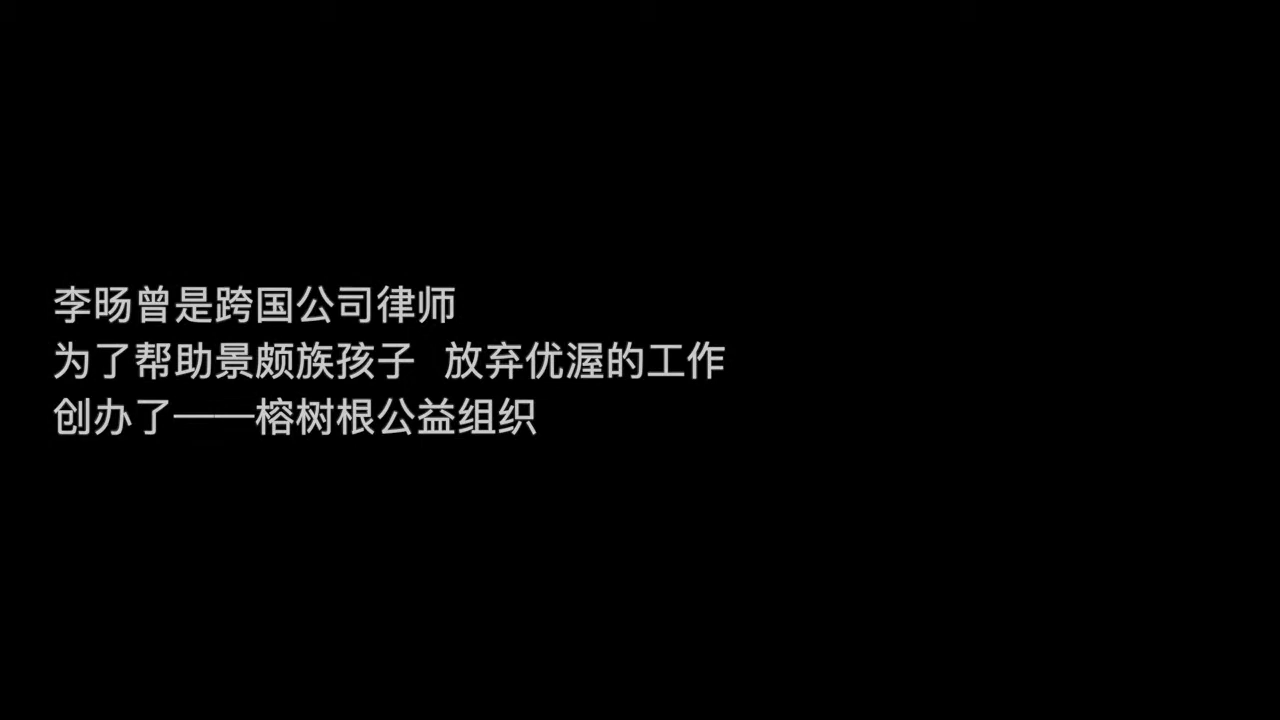 李旸曾是跨国公司律师
为了帮助景颇族孩子 放弃优渥的工作
创办了——榕树根公益组织